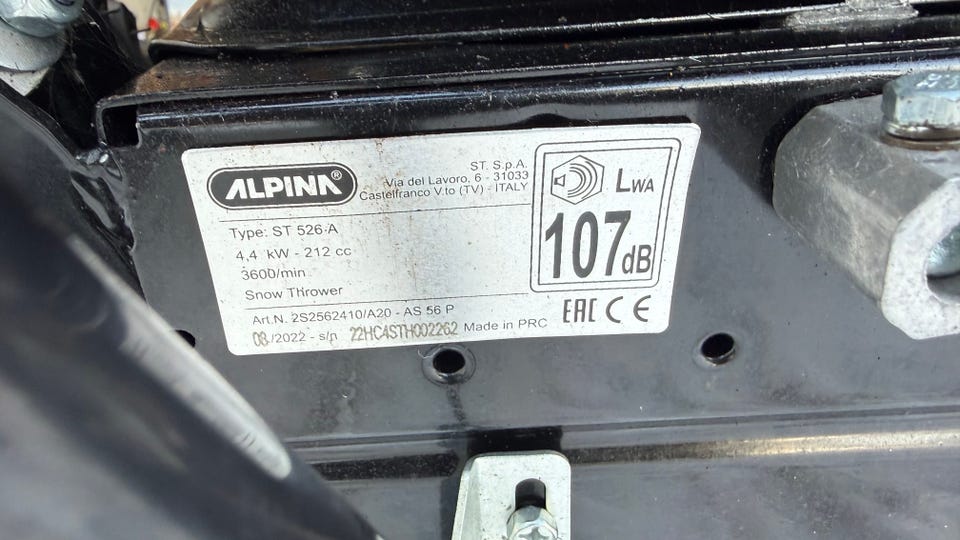 ALPINA®
ST. S.p.A.
Via del Lavoro, 6 - 31033
Castelfranco V.to (TV) - ITALY
Type: ST 526 A
4,4 kW - 212 cc
3600/min
Snow Thrower
LWA
107dB
Art.N. 2S2562410/A20 - AS 56 P
08/2022 - s/n 22HC4STH002262 Made in PRC
EAC CE